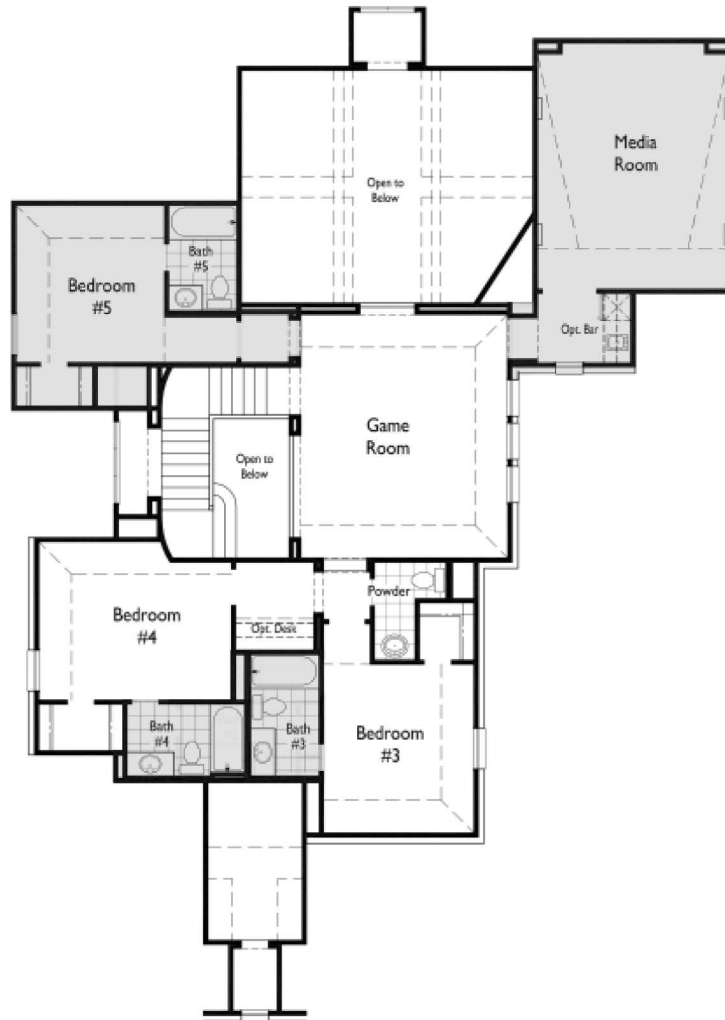 Media
Room
Open to
Below
Bath
#5
Bedroom
#5
Opt. Bar
Game
Room
Open to
Below
Powder
Bedroom
#4
Opt. Desk
Bath
#4
Bath
#3
Bedroom
#3